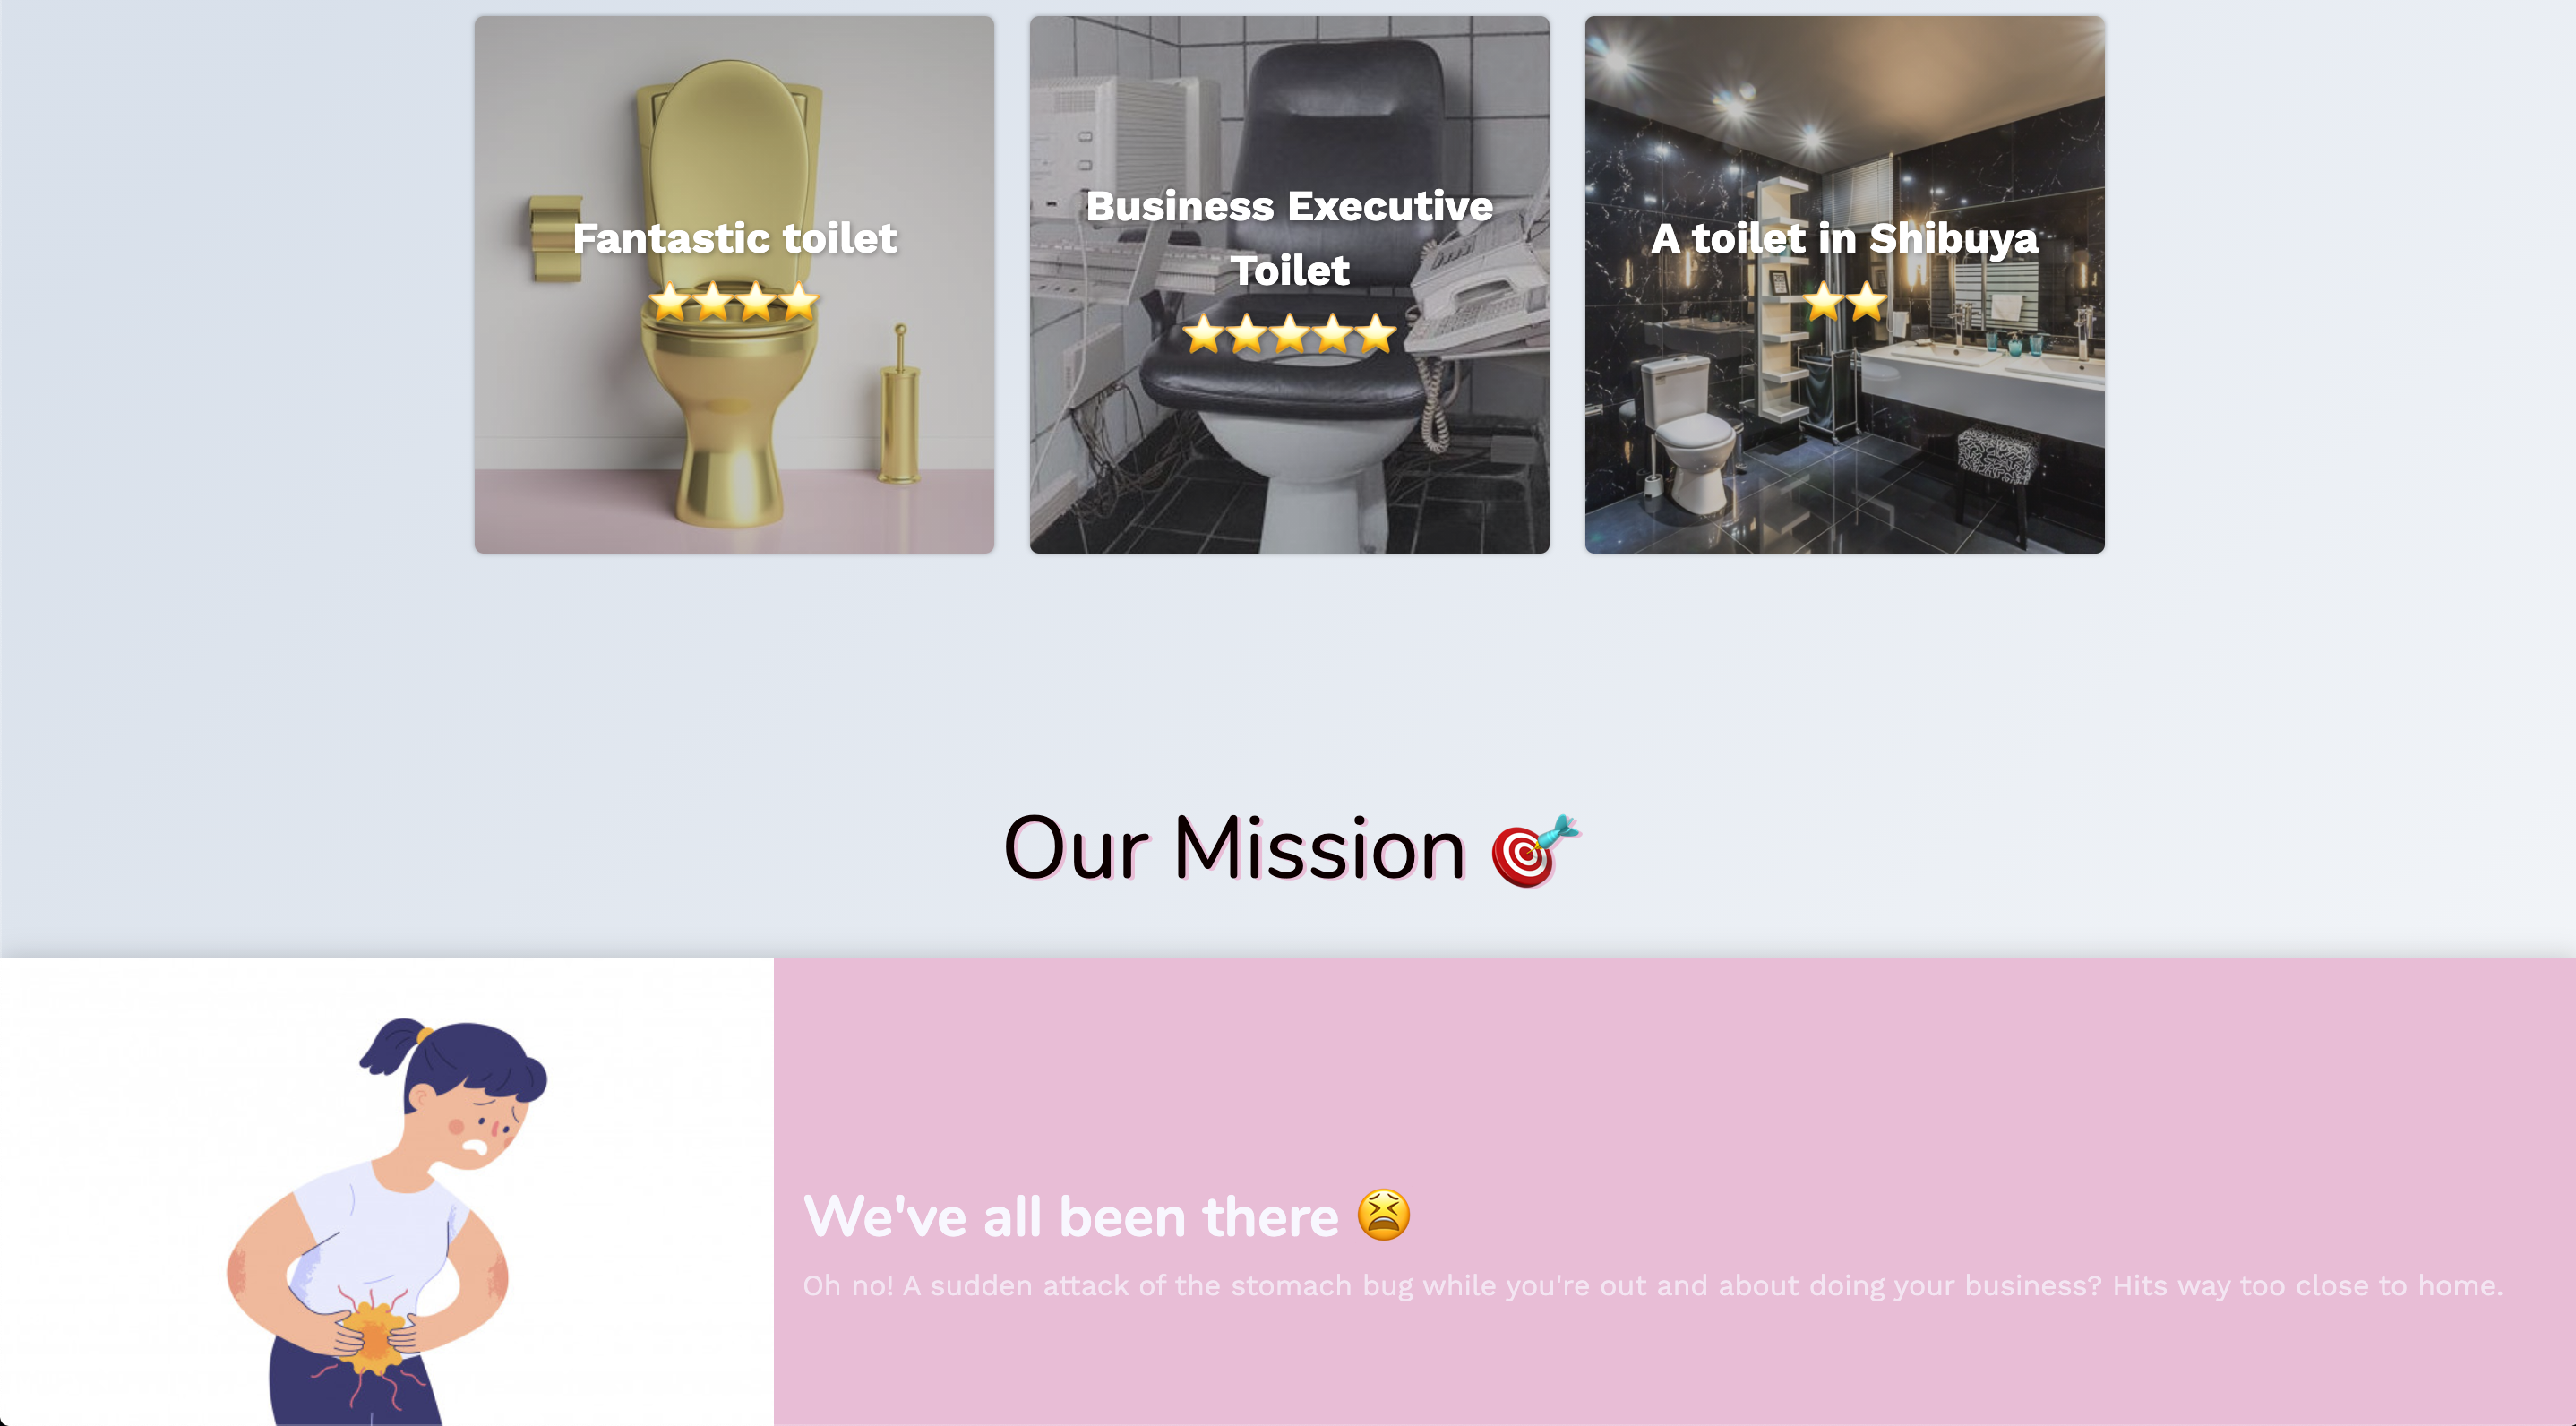 Fantastic toilet
⭐⭐⭐⭐
Business Executive
Toilet
⭐⭐⭐⭐⭐
A toilet in Shibuya
⭐⭐
Our Mission 🎯
We've all been there 😫
Oh no! A sudden attack of the stomach bug while you're out and about doing your business? Hits way too close to home.